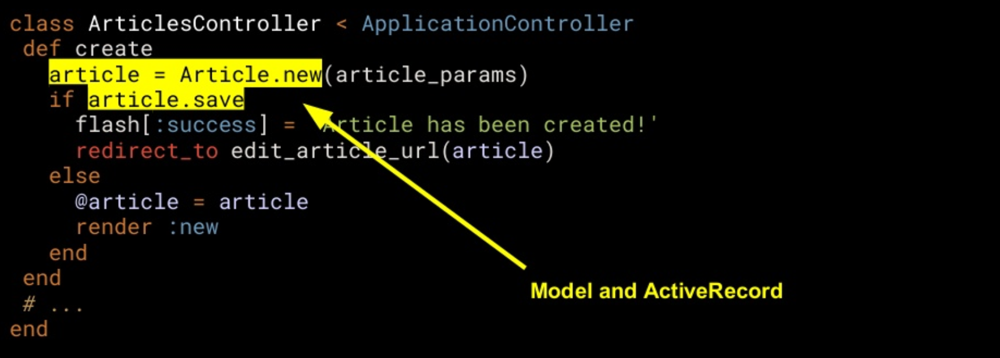 class ArticlesController < ApplicationController
 def create
   article = Article.new(article_params)
   if article.save
     flash[:success] = 'Article has been created!'
     redirect_to edit_article_url(article)
   else
     @article = article
     render :new
   end
 end
 # ...
end
Model and ActiveRecord